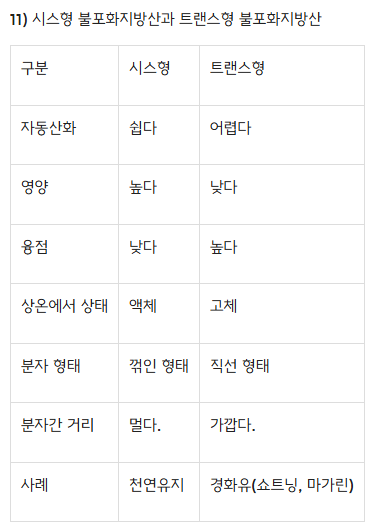 11) 시스형 불포화지방산과 트랜스형 불포화지방산
구분 시스형 트랜스형
자동산화 쉽다 어렵다
영양 높다 낮다
융점 낮다 높다
상온에서 상태 액체 고체
분자 형태 꺾인 형태 직선 형태
분자간 거리 멀다. 가깝다.
사례 천연유지 경화유(쇼트닝, 마가린)